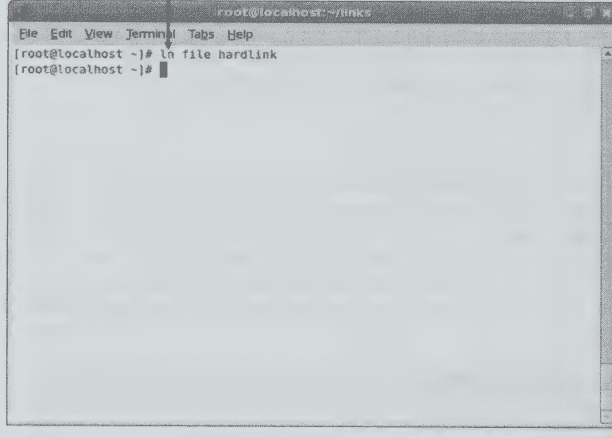 root@localhost:~/links
File Edit View Terminal Tabs Help
[root@localhost ~]# ln file hardlink
[root@localhost ~]#